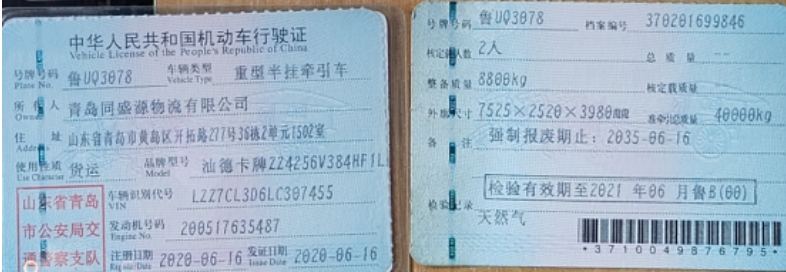 中华人民共和国机动车行驶证
Vehicle License of the People's Republic of China
号牌号码 鲁UQ3078 车辆类型 重型半挂牵引车
Plate No. Vehicle Type
所有人 青岛同盛源物流有限公司
Owner
住址 山东省青岛市黄岛区开拓路277号36栋2单元1502室
Address
使用性质 货运 品牌型号 汕德卡牌ZZ4256V384HF1L
Use Character Model
山东省青岛市公安局交通警察支队
车辆识别代号 LZZ7CL3D6LC307455
VIN
发动机号码 200517635487
Engine No.
注册日期 2020-06-16 发证日期 2020-06-16
Register Date Issue Date
号牌号码 鲁UQ3078 档案编号 370201699846
核定载人数 2人 总质量 --
整备质量 8800kg 核定载质量 --
外廓尺寸 7525×2520×3980mm 准牵引总质量 40000kg
备注 强制报废期止：2035-06-16
检验有效期至2021 年06 月鲁B(00)
检验记录
天然气
*3710049876795*